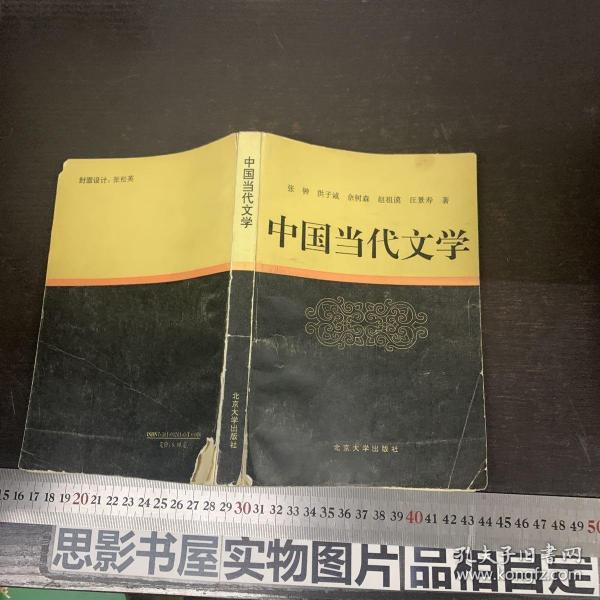 封面设计:张松英
中国当代文学
北京大学出版社
张 钟 洪子诚 佘树森 赵祖谟 汪景寿 著
中国当代文学
北京大学出版社
15 16 17 18 19 20 21 22 23 24 25 26 27 28 29 30 31 32 33 34 35 36 37 38 39 40 41 42 43 44 45 46 47 48 49 50
思影书屋 实物图片 品相自定
孔夫子旧书网
www.kongfz.com